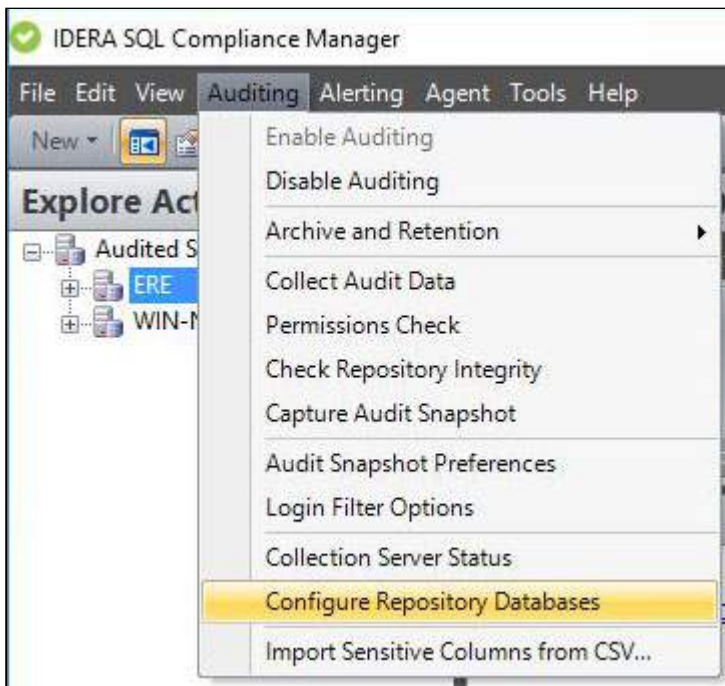 IDERA SQL Compliance Manager
File Edit View Auditing Alerting Agent Tools Help
New
Explore
Audited
ERE
Enable Auditing
Disable Auditing
Archive and Retention
Collect Audit Data
Permissions Check
Check Repository Integrity
Capture Audit Snapshot
Audit Snapshot Preferences
Login Filter Options
Collection Server Status
Configure Repository Databases
Import Sensitive Columns from CSV...